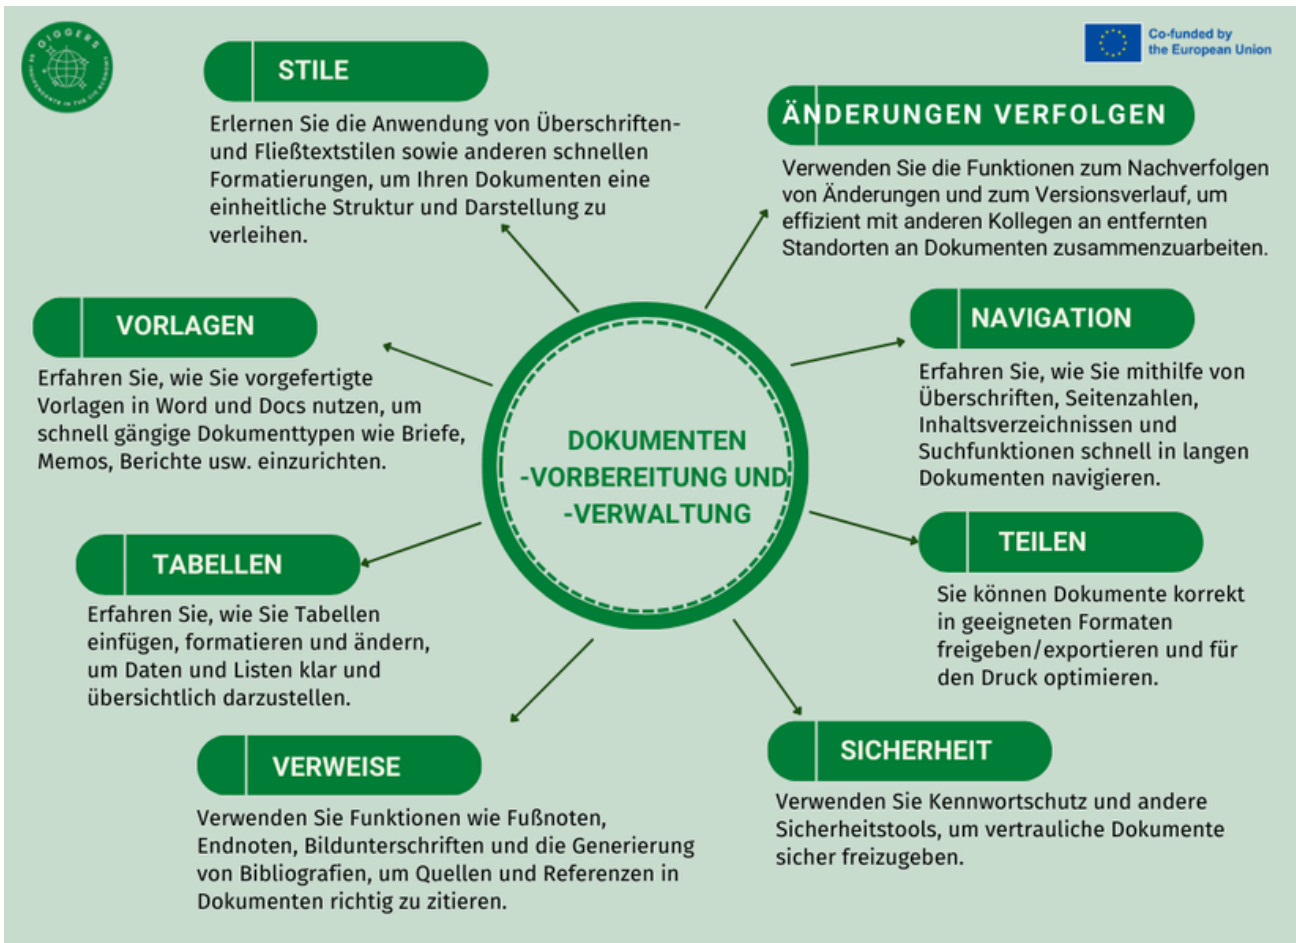 GIGGERS
BE INDEPENDENTS IN THE GIG ECONOMY
Co-funded by
the European Union
STILE
Erlernen Sie die Anwendung von Überschriften-
und Fließtextstilen sowie anderen schnellen
Formatierungen, um Ihren Dokumenten eine
einheitliche Struktur und Darstellung zu
verleihen.
ÄNDERUNGEN VERFOLGEN
Verwenden Sie die Funktionen zum Nachverfolgen
von Änderungen und zum Versionsverlauf, um
effizient mit anderen Kollegen an entfernten
Standorten an Dokumenten zusammenzuarbeiten.
VORLAGEN
Erfahren Sie, wie Sie vorgefertigte
Vorlagen in Word und Docs nutzen, um
schnell gängige Dokumenttypen wie Briefe,
Memos, Berichte usw. einzurichten.
NAVIGATION
Erfahren Sie, wie Sie mithilfe von
Überschriften, Seitenzahlen,
Inhaltsverzeichnissen und
Suchfunktionen schnell in langen
Dokumenten navigieren.
DOKUMENTEN
-VORBEREITUNG UND
-VERWALTUNG
TABELLEN
Erfahren Sie, wie Sie Tabellen
einfügen, formatieren und ändern,
um Daten und Listen klar und
übersichtlich darzustellen.
TEILEN
Sie können Dokumente korrekt
in geeigneten Formaten
freigeben/exportieren und für
den Druck optimieren.
VERWEISE
Verwenden Sie Funktionen wie Fußnoten,
Endnoten, Bildunterschriften und die Generierung
von Bibliografien, um Quellen und Referenzen in
Dokumenten richtig zu zitieren.
SICHERHEIT
Verwenden Sie Kennwortschutz und andere
Sicherheitstools, um vertrauliche Dokumente
sicher freizugeben.